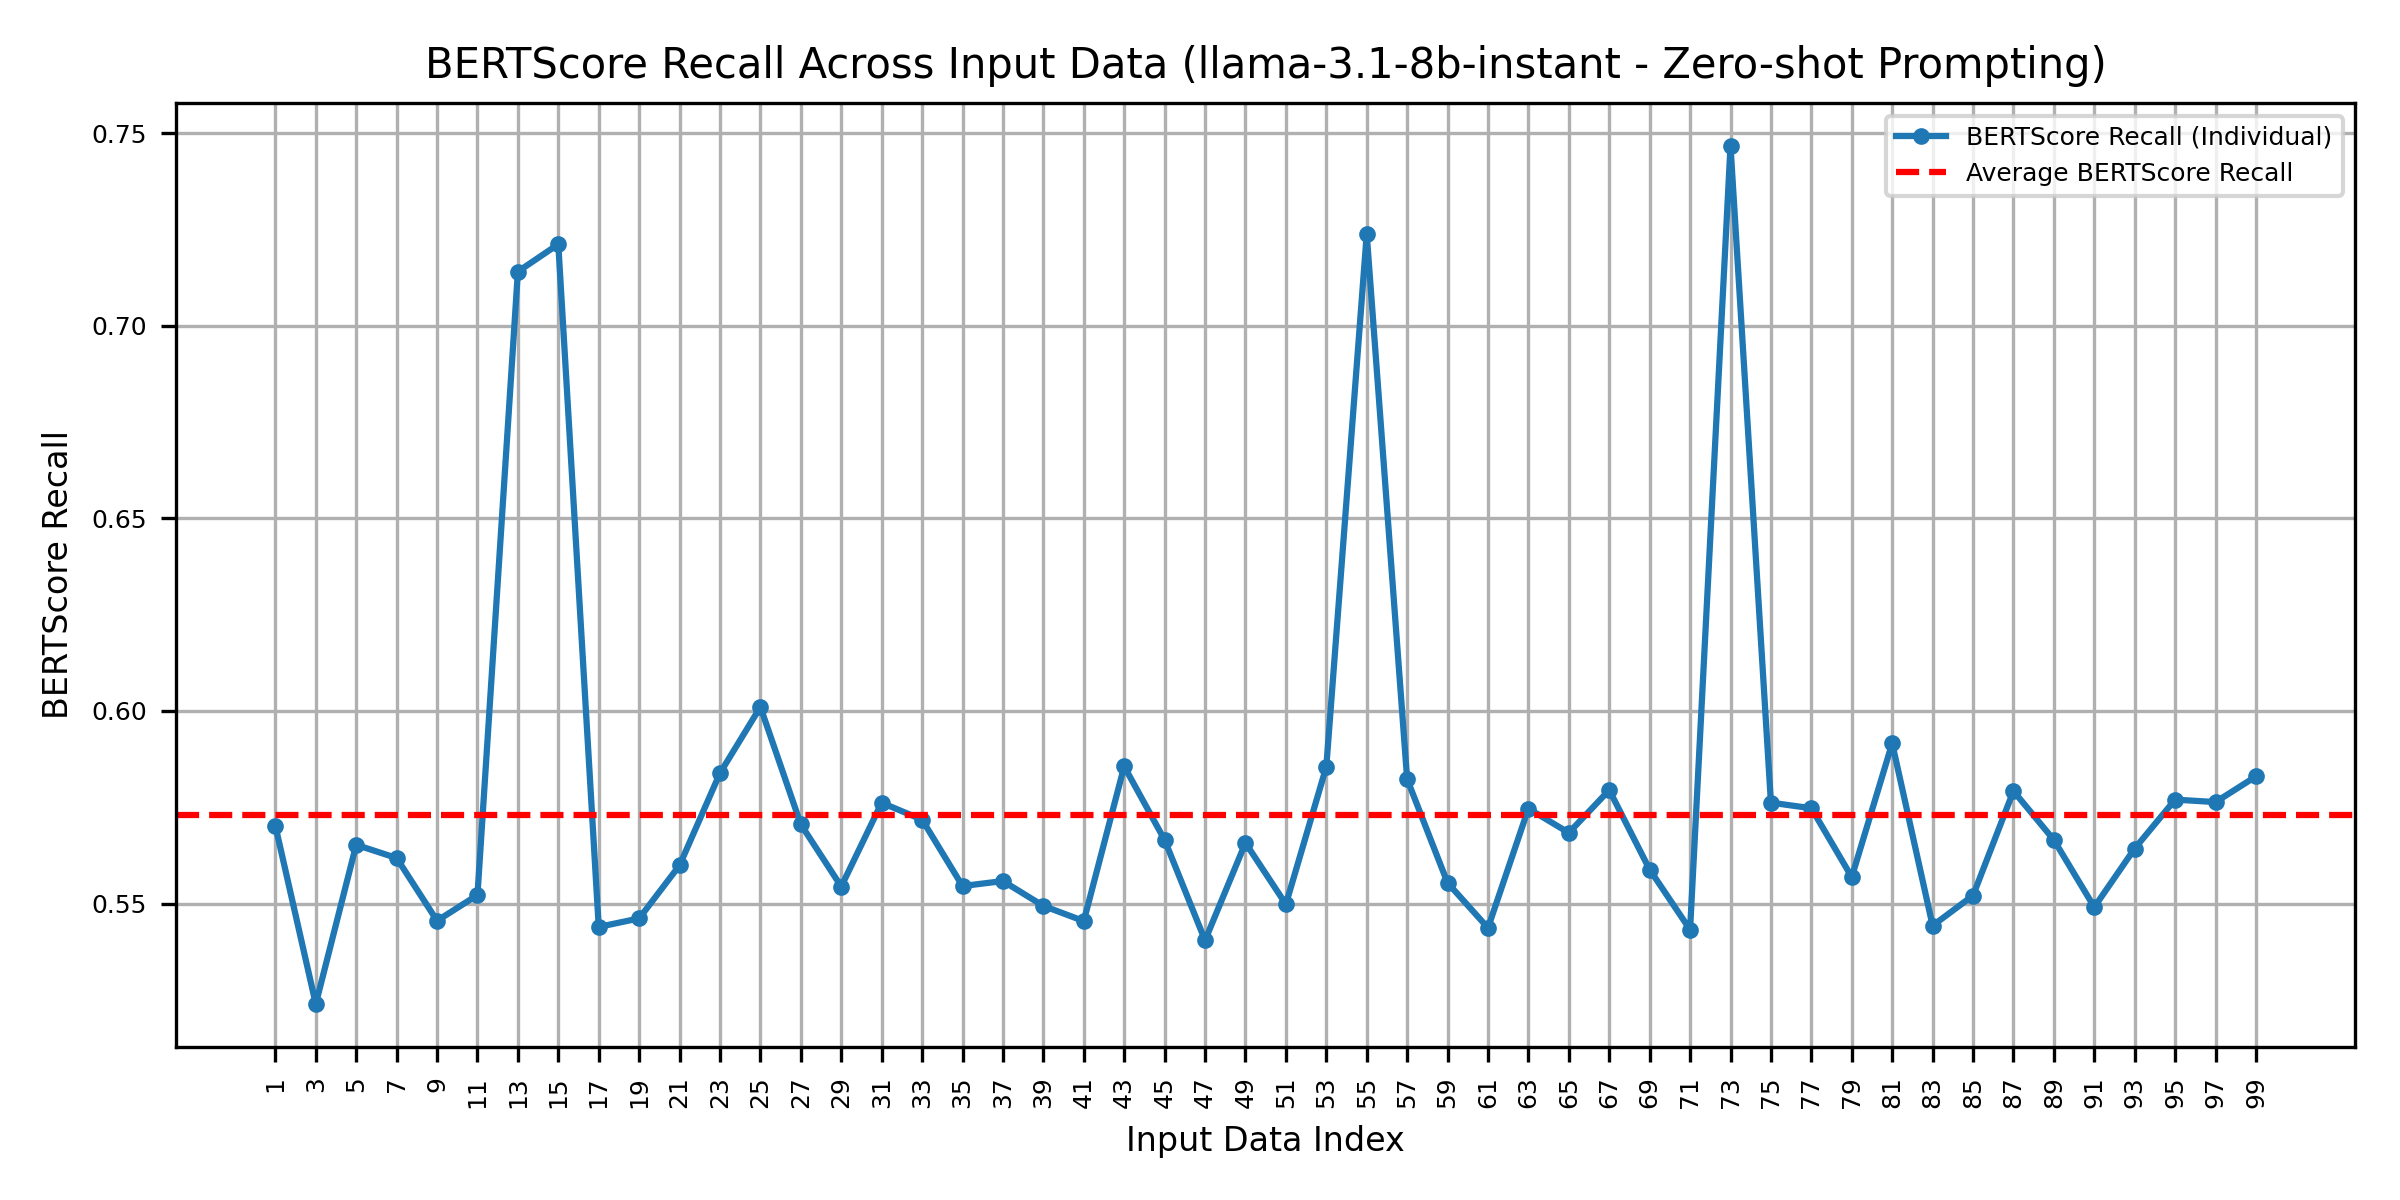 BERTScore Recall Across Input Data (llama-3.1-8b-instant - Zero-shot Prompting)
BERTScore Recall (Individual)
Average BERTScore Recall
0.75
0.70
0.65
0.60
0.55
BERTScore Recall
1 3 5 7 9 11 13 15 17 19 21 23 25 27 29 31 33 35 37 39 41 43 45 47 49 51 53 55 57 59 61 63 65 67 69 71 73 75 77 79 81 83 85 87 89 91 93 95 97 99
Input Data Index